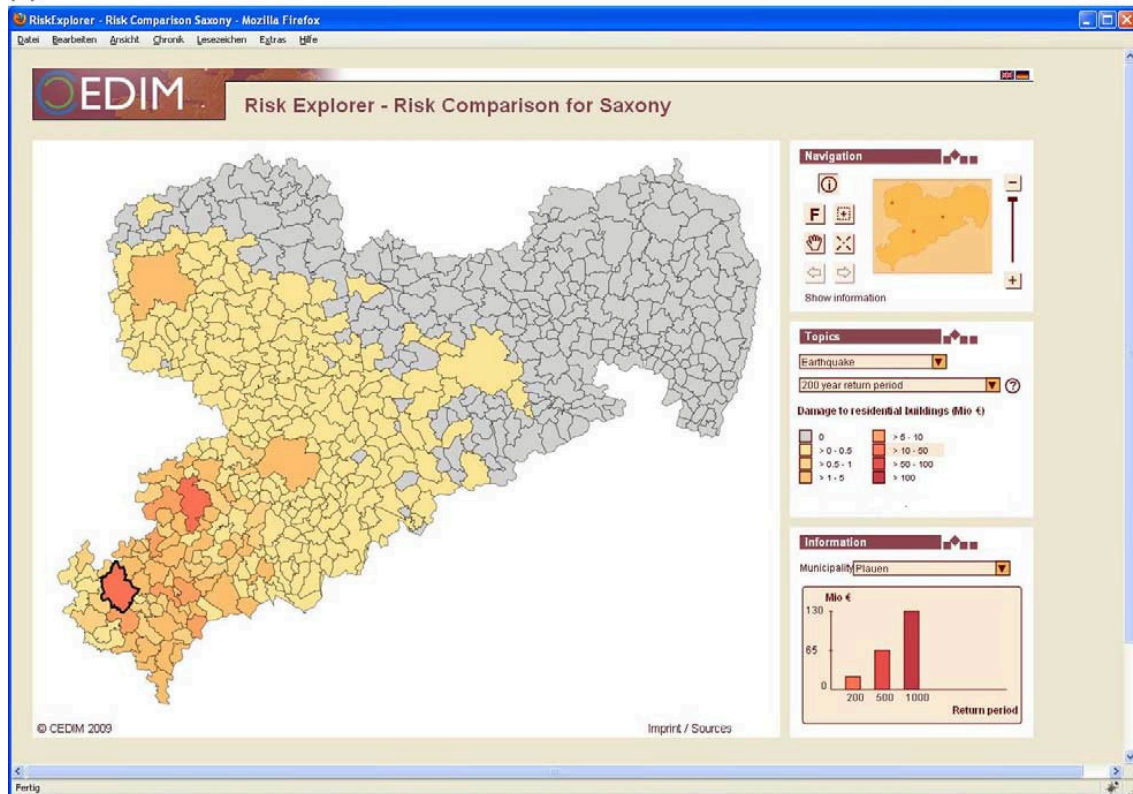 RiskExplorer - Risk Comparison Saxony - Mozilla Firefox
Datei Bearbeiten Ansicht Chronik Lesezeichen Extras Hilfe
CEDIM
Risk Explorer - Risk Comparison for Saxony
Navigation
F
Show information
Topics
Earthquake
200 year return period
Damage to residential buildings (Mio €)
0
> 0 - 0.5
> 0.5 - 1
> 1 - 5
> 5 - 10
> 10 - 50
> 50 - 100
> 100
Information
Municipality Plauen
Mio €
130
65
0
200 500 1000
Return period
© CEDIM 2009
Imprint / Sources
Fertig